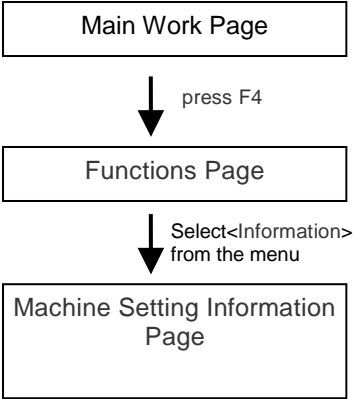 Main Work Page
press F4
Functions Page
Select<Information>
from the menu
Machine Setting Information
Page